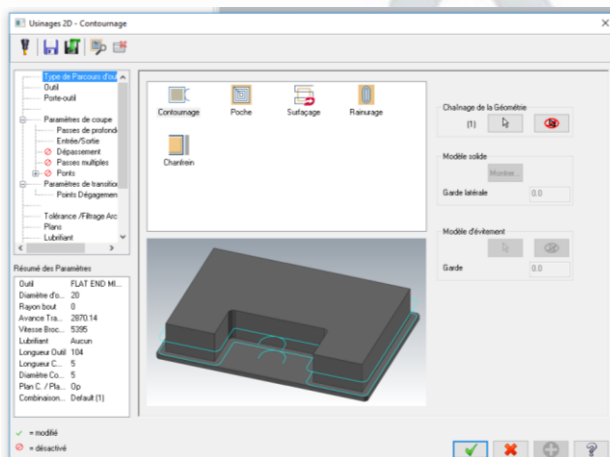 Usinages 2D - Contournage
Type de Parcours d'out
Outil
Porte-outil
Paramètres de coupe
Passes de profond
Entrée/Sortie
Dépassement
Passes multiples
Ponts
Paramètres de transition
Points Dégagemen
Tolérance /Filtrage Arc
Plans
Lubrifiant
Contournage
Poche
Surfaçage
Rainurage
Chanfrein
Chaînage de la Géométrie
(1)
Modèle solide
Montrer...
Garde latérale 0.0
Modèle d'évitement
Garde 0.0
Résumé des Paramètres
Outil FLAT END MI...
Diamètre d'o... 20
Rayon bout 0
Avance Tra... 2870.14
Vitesse Broc... 5395
Lubrifiant Aucun
Longueur Outil 104
Longueur C... 5
Diamètre Co... 5
Plan C. / Pla... Op
Combinaison... Default (1)
= modifié
= désactivé